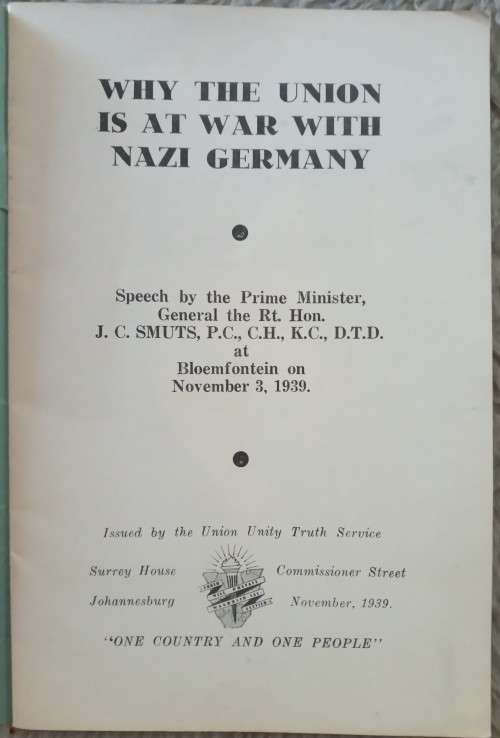 WHY THE UNION
IS AT WAR WITH
NAZI GERMANY
Speech by the Prime Minister,
General the Rt. Hon.
J. C. SMUTS, P.C., C.H., K.C., D.T.D.
at
Bloemfontein on
November 3, 1939.
Issued by the Union Unity Truth Service
Surrey House Commissioner Street
Johannesburg November, 1939.
"ONE COUNTRY AND ONE PEOPLE"